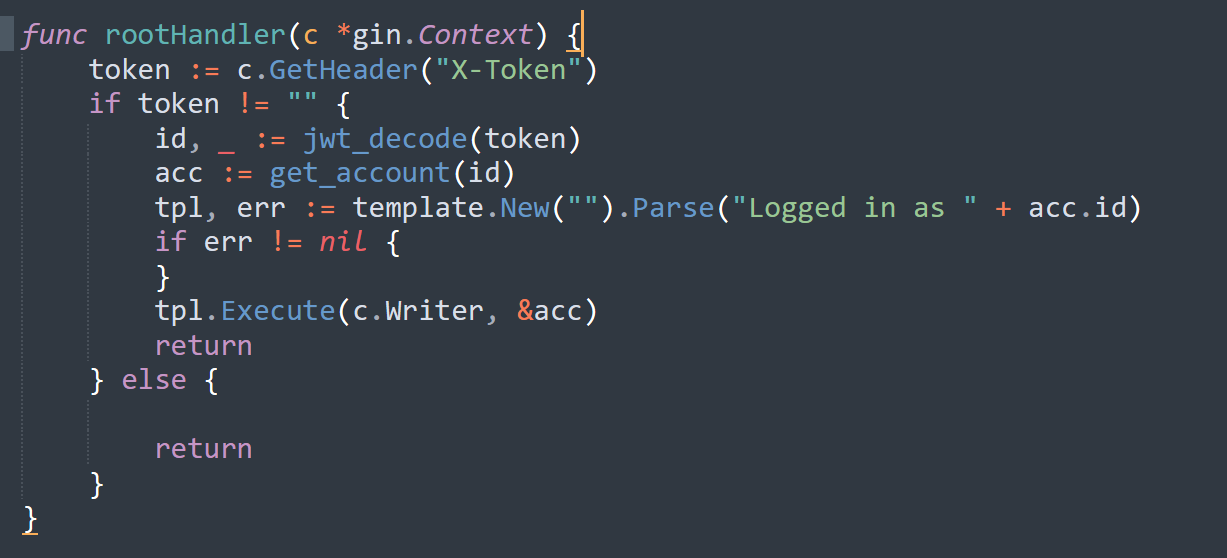 func rootHandler(c *gin.Context) {
    token := c.GetHeader("X-Token")
    if token != "" {
        id, _ := jwt_decode(token)
        acc := get_account(id)
        tpl, err := template.New("").Parse("Logged in as " + acc.id)
        if err != nil {
        }
        tpl.Execute(c.Writer, &acc)
        return
    } else {

        return
    }
}